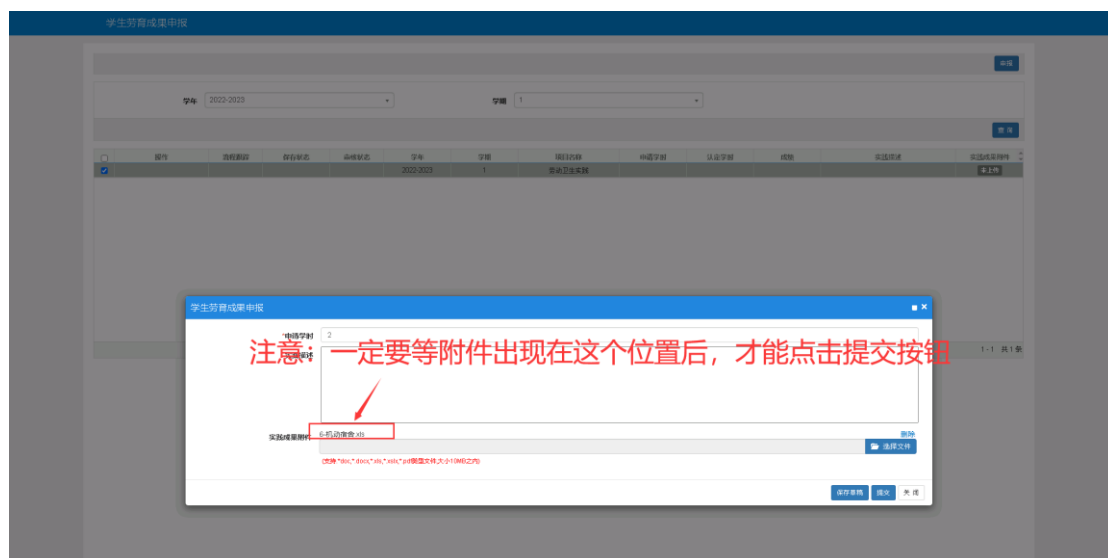 学生劳育成果申报
申报
学年 2022-2023 学期 1
查 询
操作 流程跟踪 保存状态 审核状态 学年 学期 项目名称 申请学时 认定学时 成绩 实践描述 实践成果附件
2022-2023 1 劳动卫生实践 未上传
学生劳育成果申报
*申请学时 2
注意：一定要等附件出现在这个位置后，才能点击提交按钮
1 - 1 共 1 条
实践成果附件 6-机动宿舍.xls 删除
选择文件
(支持 *.doc,*.docx,*.xls,*.xslx,*.pdf类型文件,大小10MB之内)
保存草稿 提交 关 闭